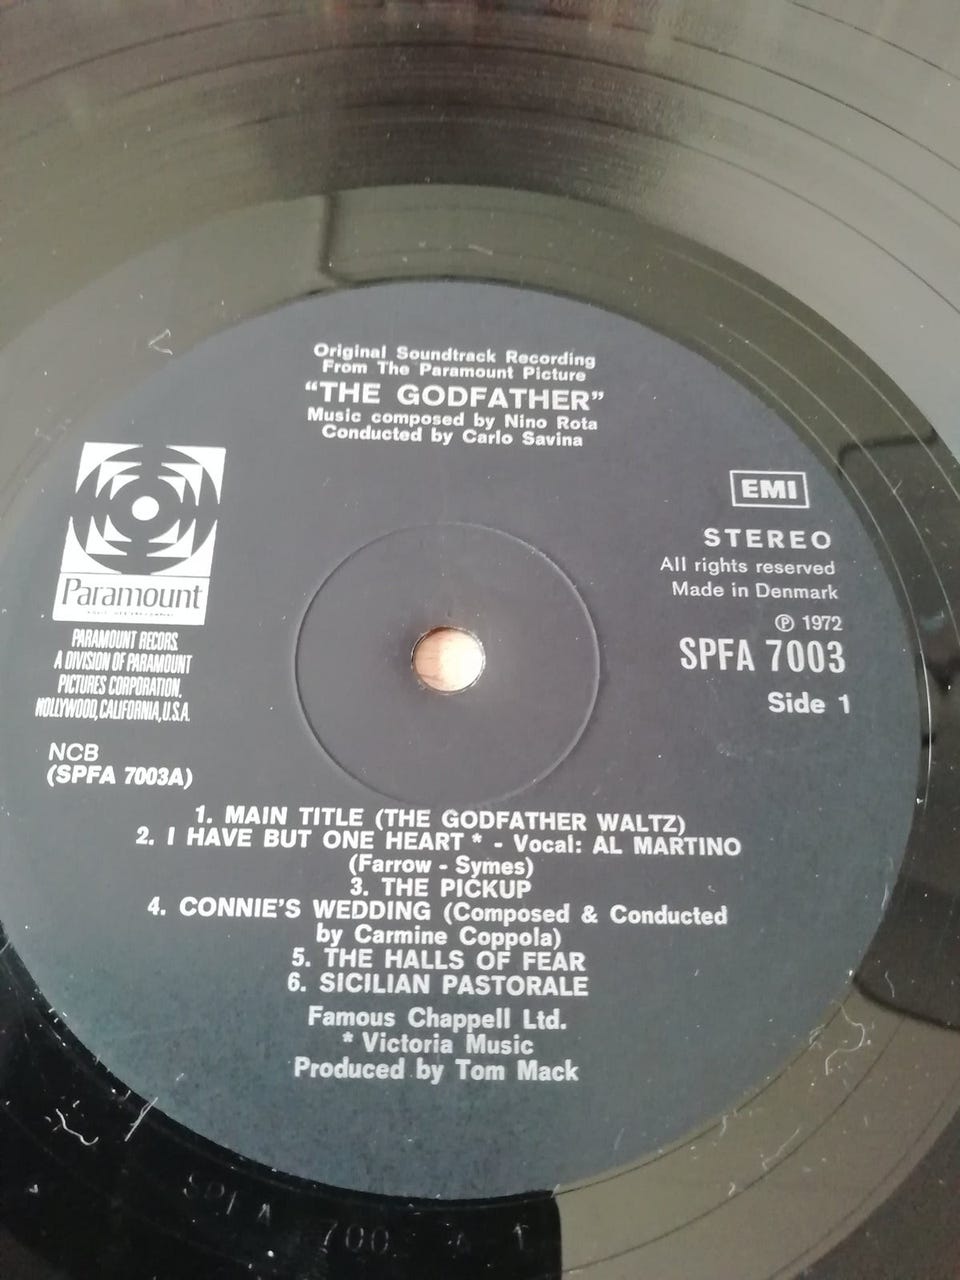 Original Soundtrack Recording
From The Paramount Picture
“THE GODFATHER”
Music composed by Nino Rota
Conducted by Carlo Savina
Paramount
PARAMOUNT RECORS.
A DIVISION OF PARAMOUNT
PICTURES CORPORATION,
HOLLYWOOD, CALIFORNIA, U.S.A.
NCB
(SPFA 7003A)
EMI
STEREO
All rights reserved
Made in Denmark
℗ 1972
SPFA 7003
Side 1
1. MAIN TITLE (THE GODFATHER WALTZ)
2. I HAVE BUT ONE HEART * - Vocal: AL MARTINO
(Farrow - Symes)
3. THE PICKUP
4. CONNIE'S WEDDING (Composed & Conducted
by Carmine Coppola)
5. THE HALLS OF FEAR
6. SICILIAN PASTORALE
Famous Chappell Ltd.
* Victoria Music
Produced by Tom Mack